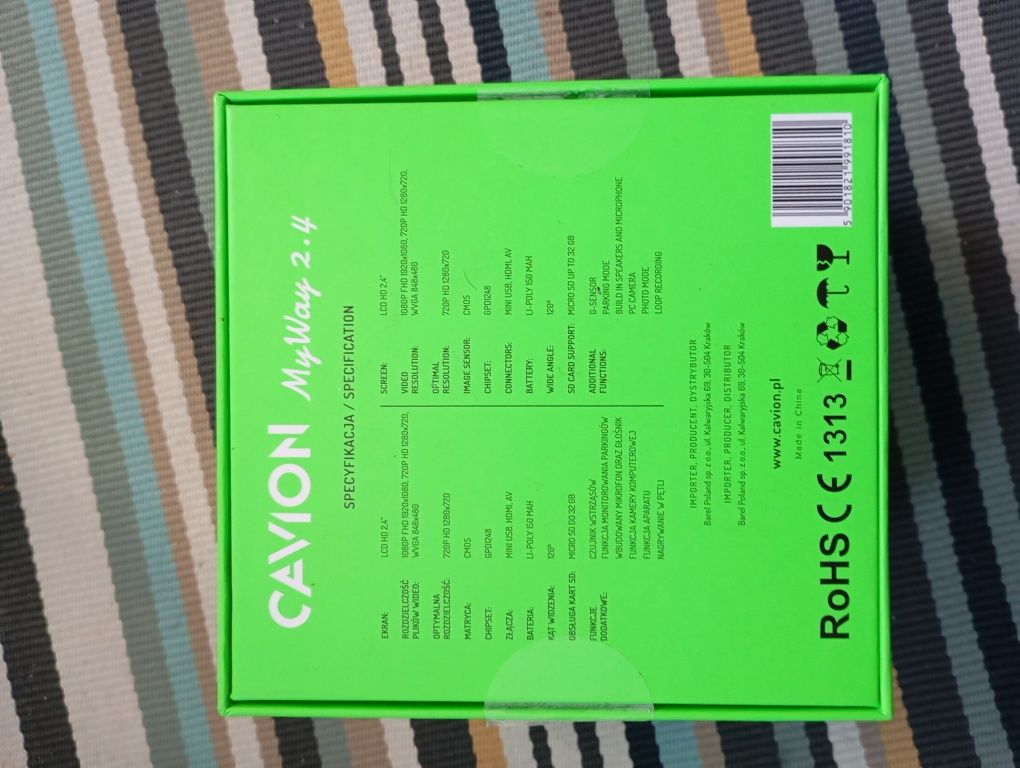 CAVION MyWay 2.4
SPECYFIKACJA / SPECIFICATION
EKRAN: LCD HD 2,4"
ROZDZIELCZOŚĆ 1080P FHD 1920x1080, 720P HD 1280x720,
PLIKÓW WIDEO: WVGA 848x480
OPTYMALNA
ROZDZIELCZOŚĆ: 720P HD 1280x720
MATRYCA: CMOS
CHIPSET: GPD1248
ZŁĄCZA: MINI USB, HDMI, AV
BATERIA: LI-POLY 150 MAH
KĄT WIDZENIA: 120°
OBSŁUGA KART SD: MICRO SD DO 32 GB
FUNKCJE CZUJNIK WSTRZĄSÓW
DODATKOWE: FUNKCJA MONITOROWANIA PARKINGÓW
WBUDOWANY MIKROFON ORAZ GŁOŚNIK
FUNKCJA KAMERY KOMPUTEROWEJ
FUNKCJA APARATU
NAGRYWANIE W PĘTLI
SCREEN: LCD HD 2,4"
VIDEO 1080P FHD 1920x1080, 720P HD 1280x720,
RESOLUTION: WVGA 848x480
OPTIMAL
RESOLUTION: 720P HD 1280x720
IMAGE SENSOR: CMOS
CHIPSET: GPD1248
CONNECTORS: MINI USB, HDMI, AV
BATTERY: LI-POLY 150 MAH
WIDE ANGLE: 120°
SD CARD SUPPORT: MICRO SD UP TO 32 GB
ADDITIONAL G-SENSOR
FUNCTIONS: PARKING MODE
BUILD IN SPEAKERS AND MICROPHONE
PC CAMERA
PHOTO MODE
LOOP RECORDING
IMPORTER, PRODUCENT, DYSTRYBUTOR
Barel Poland sp. z o.o., ul. Kalwaryjska 69, 30-504 Kraków
IMPORTER, PRODUCER, DISTRIBUTOR
Barel Poland sp. z o.o., ul. Kalwaryjska 69, 30-504 Kraków
www.cavion.pl
Made in China
RoHS CE 1313
5 901821 991810